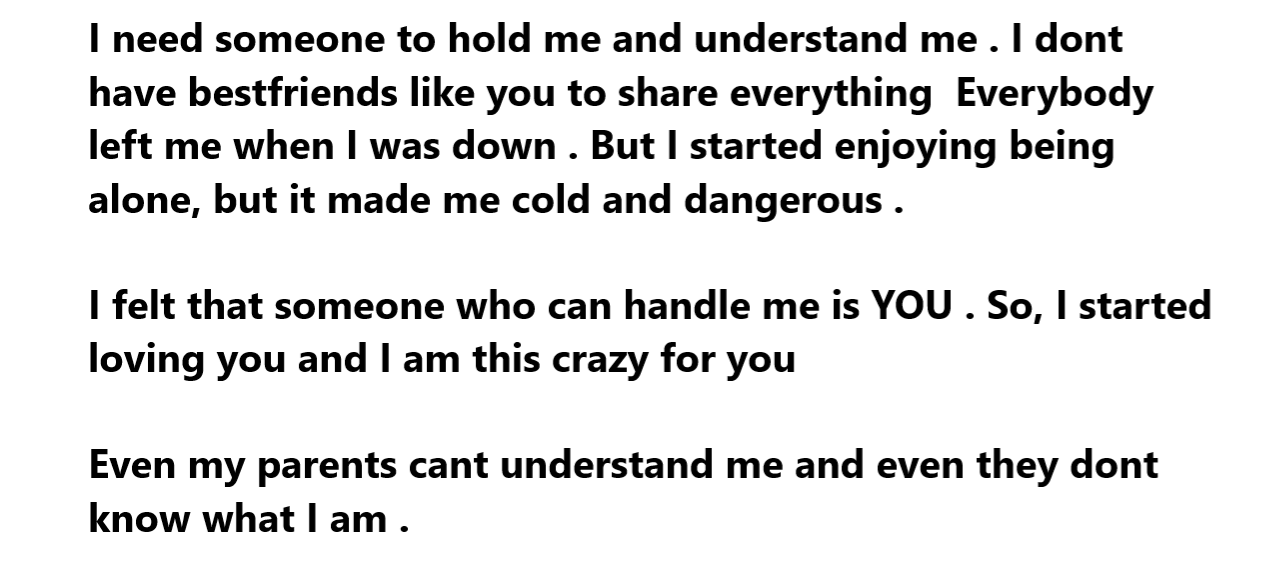 I need someone to hold me and understand me . I dont
have bestfriends like you to share everything  Everybody
left me when I was down . But I started enjoying being
alone, but it made me cold and dangerous .
I felt that someone who can handle me is YOU . So, I started
loving you and I am this crazy for you
Even my parents cant understand me and even they dont
know what I am .